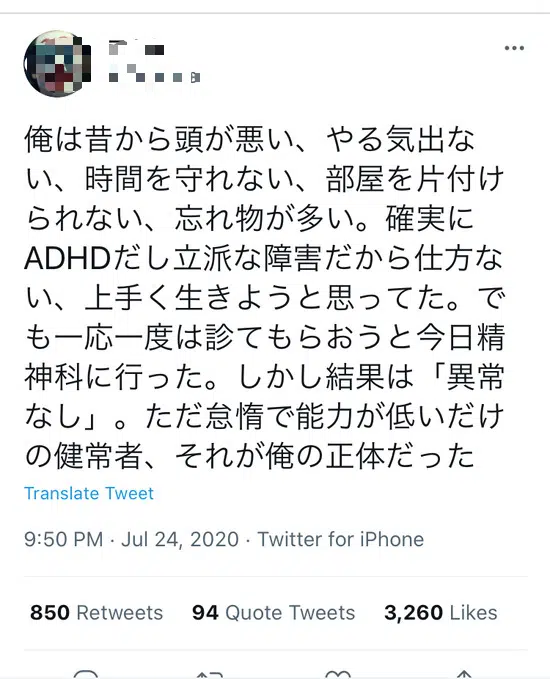 俺は昔から頭が悪い、やる気出な
い、時間を守れない、部屋を片付け
られない、忘れ物が多い。確実に
ADHDだし立派な障害だから仕方な
い、上手く生きようと思ってた。で
も一応一度は診てもらおうと今日精
神科に行った。しかし結果は「異常
なし」。ただ怠惰で能力が低いだけ
の健常者、それが俺の正体だった
Translate Tweet
9:50 PM · Jul 24, 2020 · Twitter for iPhone
850 Retweets 94 Quote Tweets 3,260 Likes